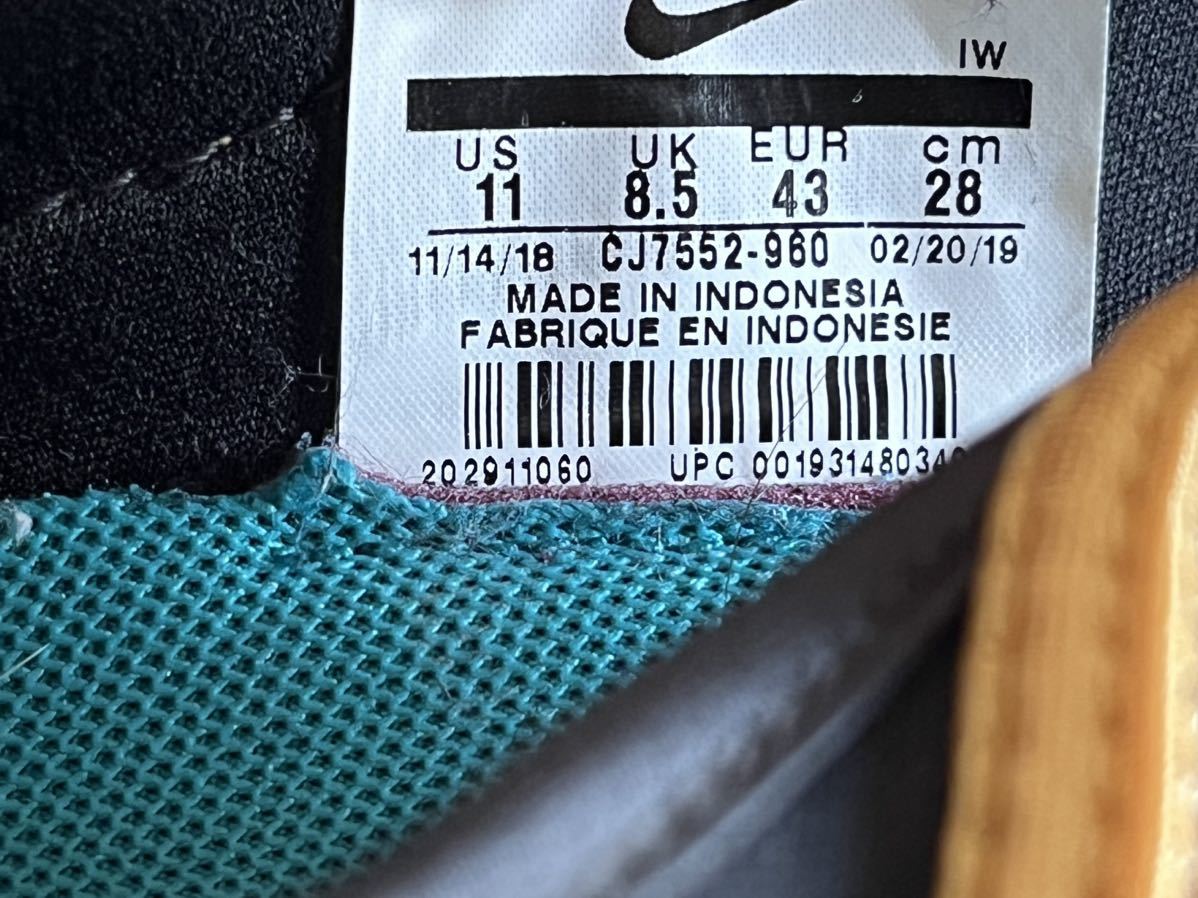 IW
US UK EUR cm
11 8.5 43 28
11/14/18 CJ7552-960 02/20/19
MADE IN INDONESIA
FABRIQUE EN INDONESIE
202911060 UPC